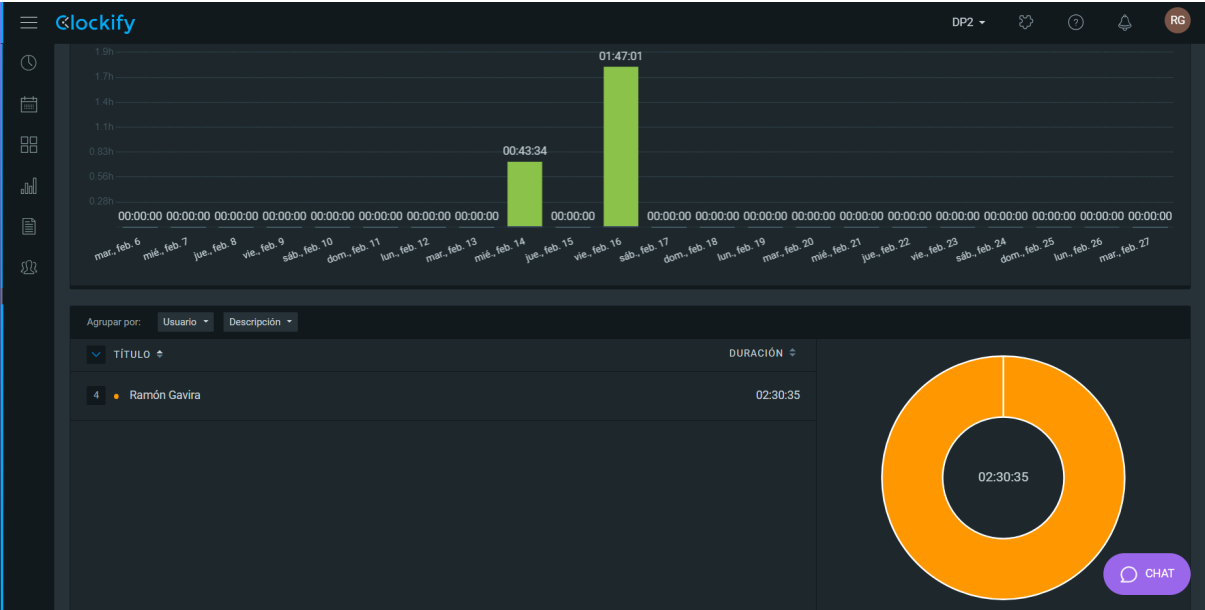 Clockify
DP2
RG
1.9h
01:47:01
1.7h
1.4h
1.1h
0.83h
00:43:34
0.56h
0.28h
00:00:00 00:00:00 00:00:00 00:00:00 00:00:00 00:00:00 00:00:00 00:00:00 00:00:00 00:00:00 00:00:00 00:00:00 00:00:00 00:00:00 00:00:00 00:00:00 00:00:00 00:00:00 00:00:00 00:00:00
mar., feb. 6 mié., feb. 7 jue., feb. 8 vie., feb. 9 sáb., feb. 10 dom., feb. 11 lun., feb. 12 mar., feb. 13 mié., feb. 14 jue., feb. 15 vie., feb. 16 sáb., feb. 17 dom., feb. 18 lun., feb. 19 mar., feb. 20 mié., feb. 21 jue., feb. 22 vie., feb. 23 sáb., feb. 24 dom., feb. 25 lun., feb. 26 mar., feb. 27
Agrupar por: Usuario Descripción
TÍTULO DURACIÓN
4 Ramón Gavira 02:30:35
02:30:35
CHAT